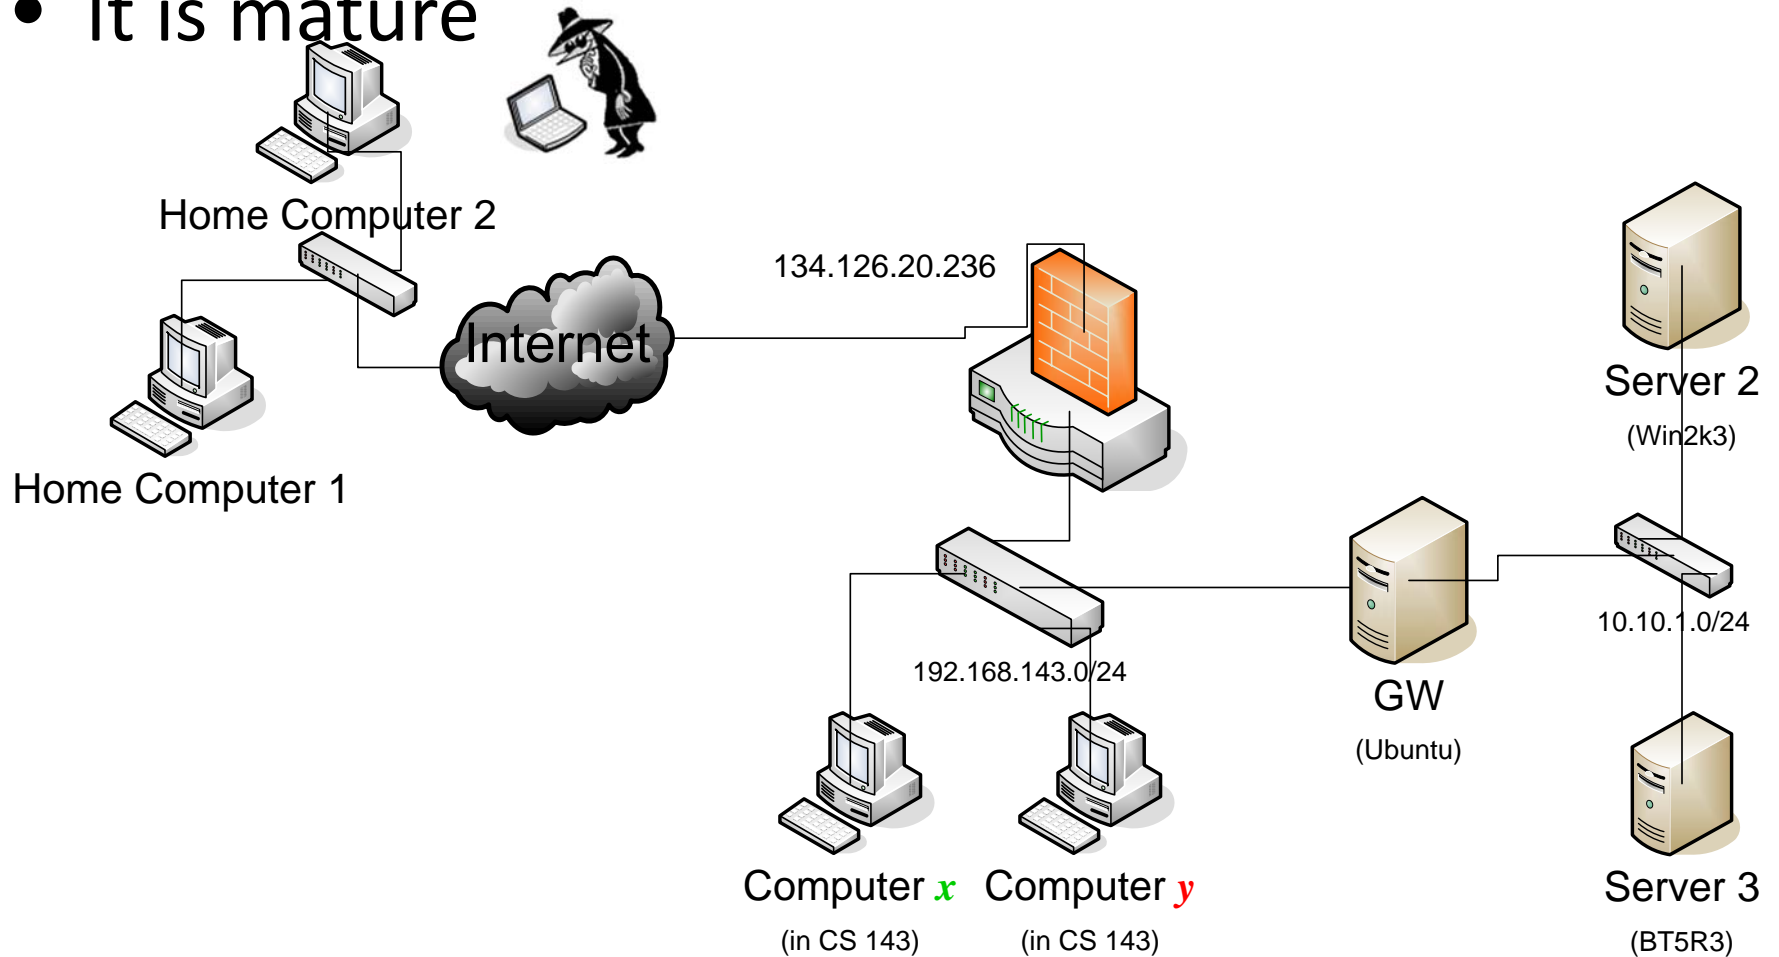 • It is mature
Home Computer 2
134.126.20.236
Internet
Server 2
(Win2k3)
Home Computer 1
10.10.1.0/24
192.168.143.0/24
GW
(Ubuntu)
Computer x
Computer y
Server 3
(in CS 143)
(in CS 143)
(BT5R3)